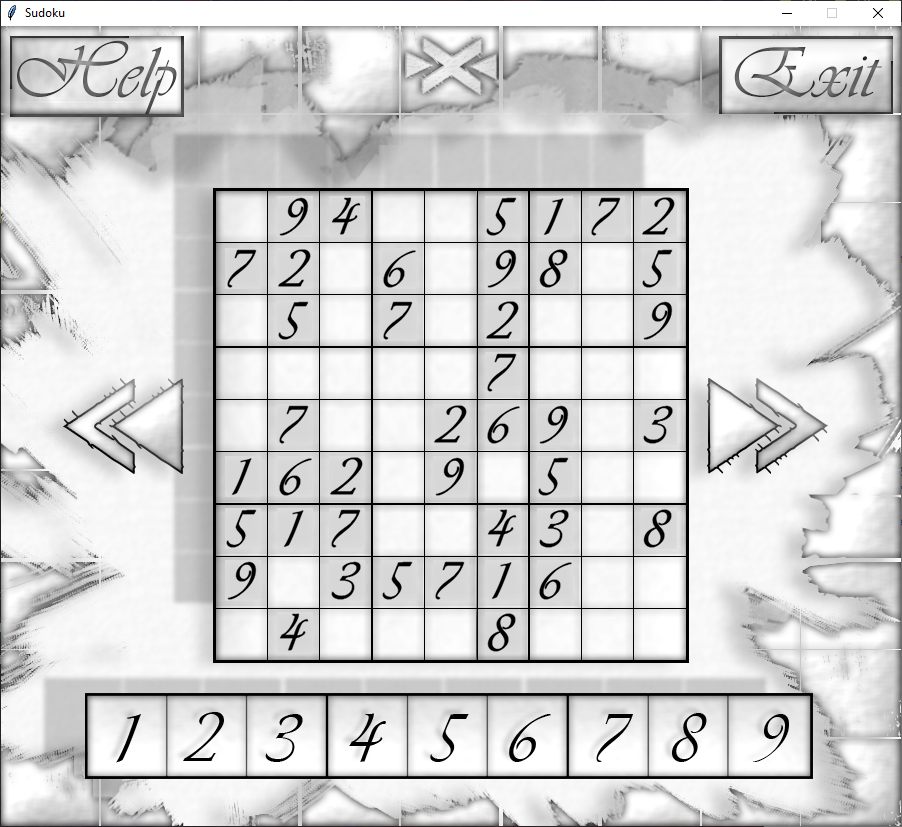 Sudoku
Help Exit
9 4 5 1 7 2
7 2 6 9 8 5
5 7 2 9
7
7 2 6 9 3
1 6 2 9 5
5 1 7 4 3 8
9 3 5 7 1 6
4 8
1 2 3 4 5 6 7 8 9